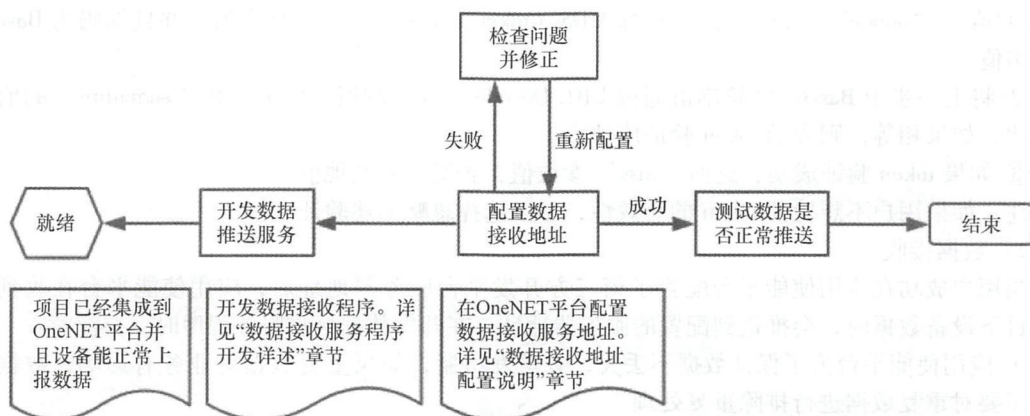 检查问题
并修正
失败
重新配置
就绪
开发数据
推送服务
配置数据
接收地址
成功
测试数据是
否正常推送
结束
项目已经集成到
OneNET平台并
且设备能正常上
报数据
开发数据接收程序。详
见“数据接收服务程序
开发详述”章节
在OneNET平台配置
数据接收服务地址。
详见“数据接收地址
配置说明”章节